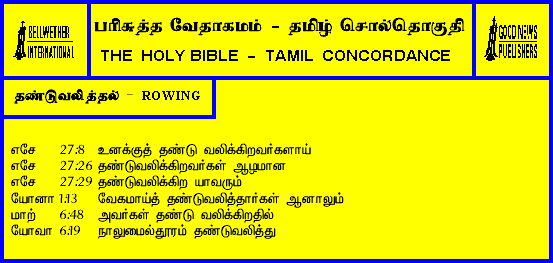 BELLWETHER
INTERNATIONAL
பரிசுத்த வேதாகமம் - தமிழ் சொல்தொகுதி
THE HOLY BIBLE - TAMIL CONCORDANCE
GOOD NEWS
PUBLISHERS
தண்டுவலித்தல் - ROWING
எசே 27:8 உனக்குத் தண்டு வலிக்கிறவர்களாய்
எசே 27:26 தண்டுவலிக்கிறவர்கள் ஆழமான
எசே 27:29 தண்டுவலிக்கிற யாவரும்
யோனா 1:13 வேகமாய்த் தண்டுவலித்தார்கள் ஆனாலும்
மாற் 6:48 அவர்கள் தண்டு வலிக்கிறதில்
யோவா 6:19 நாலுமைல்தூரம் தண்டுவலித்து